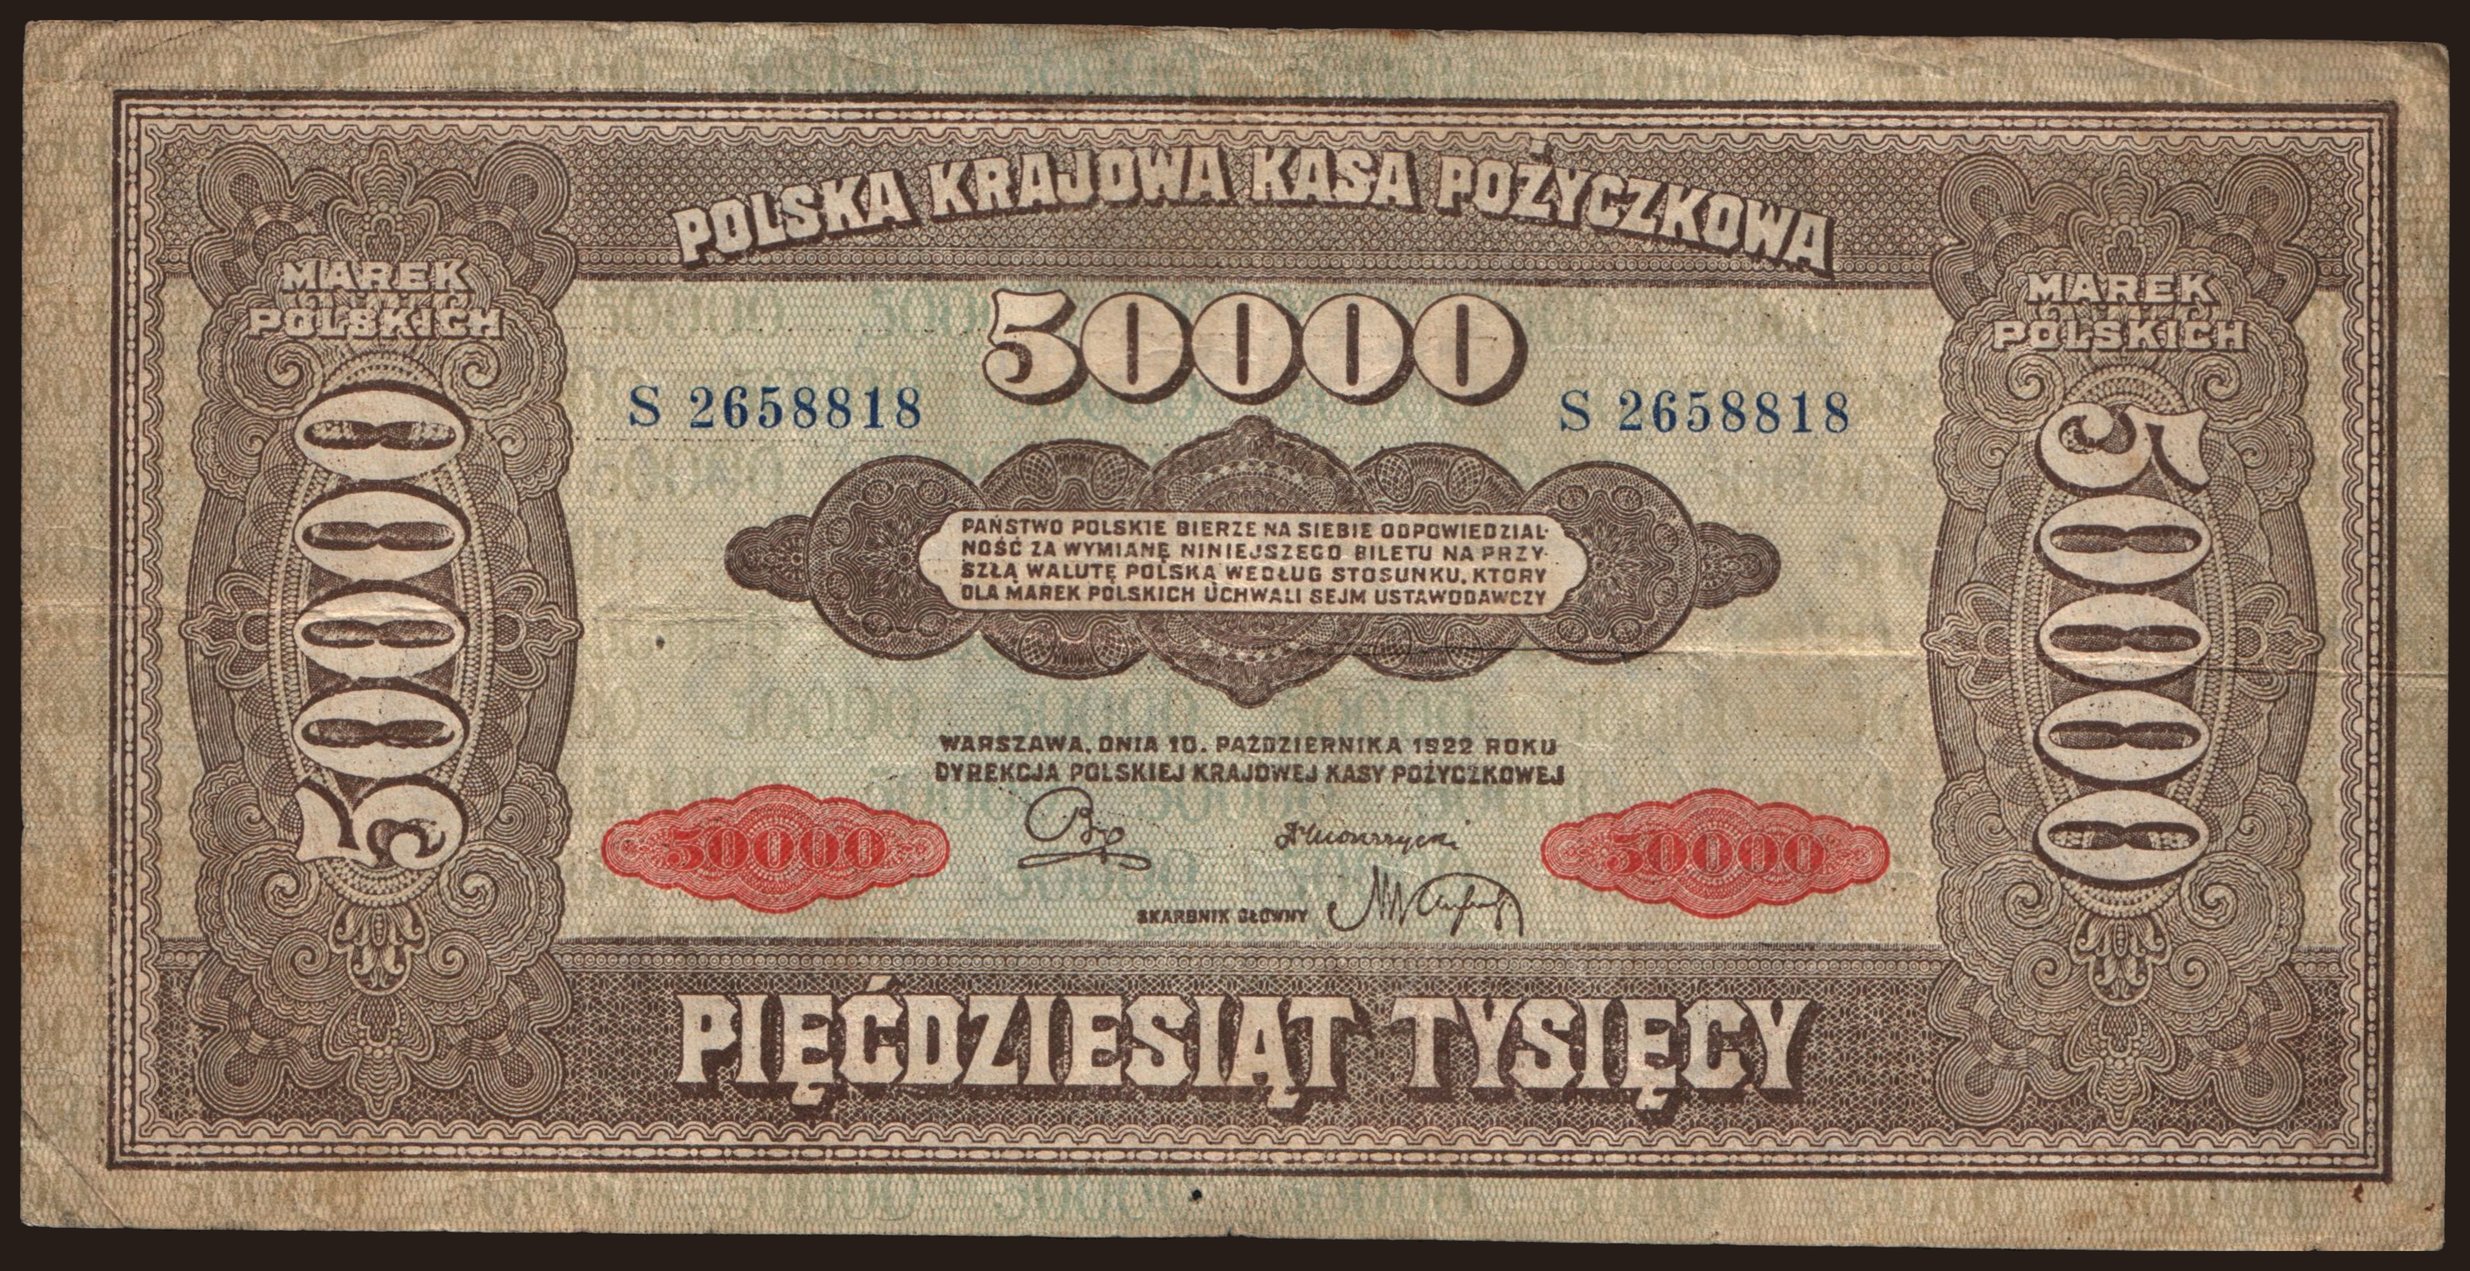 POLSKA KRAJOWA KASA POŻYCZKOWA
MAREK
POLSKICH
MAREK
POLSKICH
50000
S 2658818
S 2658818
50000
50000
PAŃSTWO POLSKIE BIERZE NA SIEBIE ODPOWIEDZIAL-
NOŚĆ ZA WYMIANĘ NINIEJSZEGO BILETU NA PRZY-
SZŁĄ WALUTĘ POLSKĄ WEDŁUG STOSUNKU, KTÓRY
DLA MAREK POLSKICH UCHWALI SEJM USTAWODAWCZY
WARSZAWA, DNIA 10. PAŹDZIERNIKA 1922 ROKU
DYREKCJA POLSKIEJ KRAJOWEJ KASY POŻYCZKOWEJ
50000
50000
SKARBNIK GŁÓWNY
PIĘĆDZIESIĄT TYSIĘCY